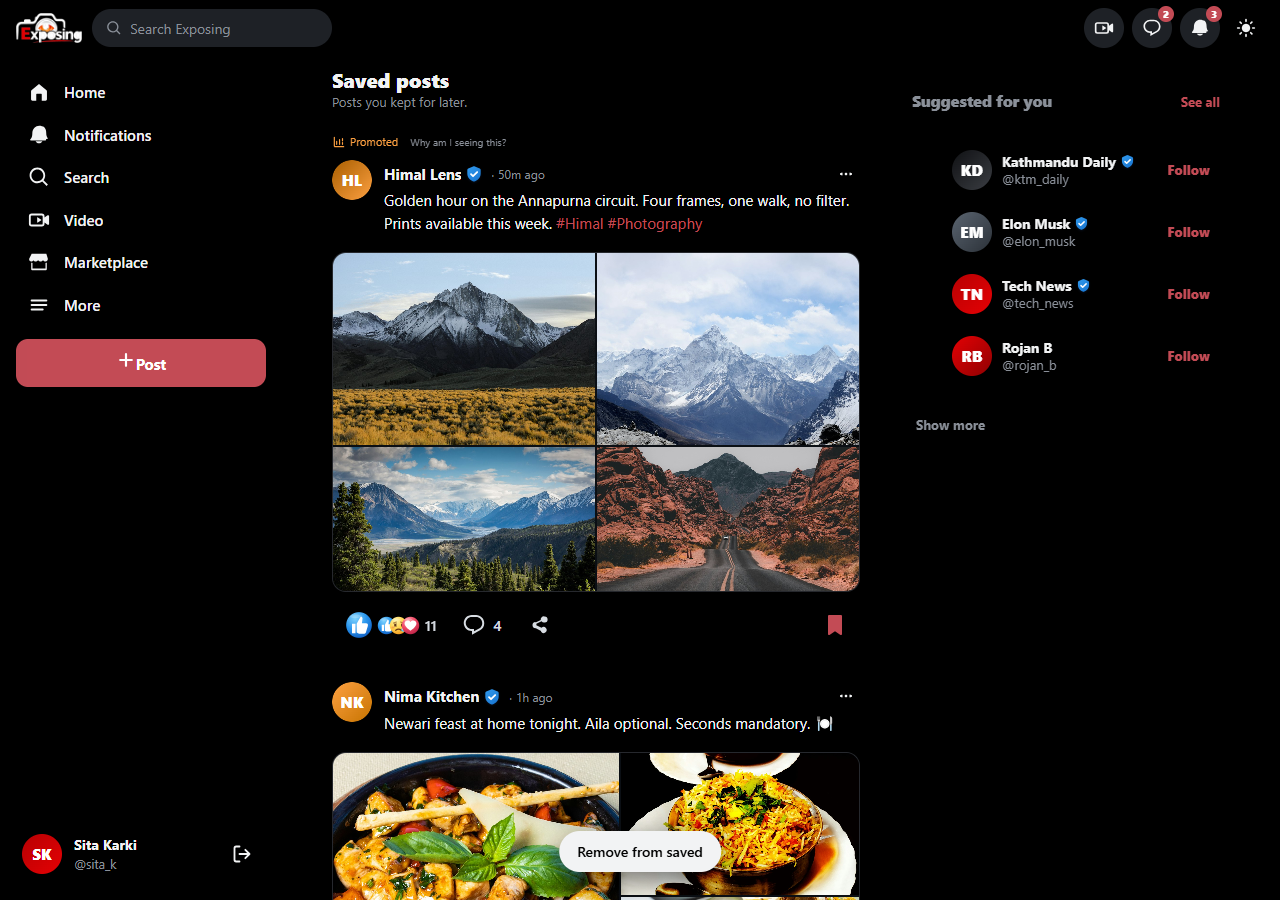 Exposing
Search Exposing
2
3
Home
Notifications
Search
Video
Marketplace
More
+ Post
Sita Karki
@sita_k
SK
Saved posts
Posts you kept for later.
Promoted Why am I seeing this?
HL
Himal Lens · 50m ago
Golden hour on the Annapurna circuit. Four frames, one walk, no filter.
Prints available this week. #Himal #Photography
11
4
NK
Nima Kitchen · 1h ago
Newari feast at home tonight. Aila optional. Seconds mandatory. 🍽️
Remove from saved
Suggested for you
See all
KD
Kathmandu Daily
@ktm_daily
Follow
EM
Elon Musk
@elon_musk
Follow
TN
Tech News
@tech_news
Follow
RB
Rojan B
@rojan_b
Follow
Show more